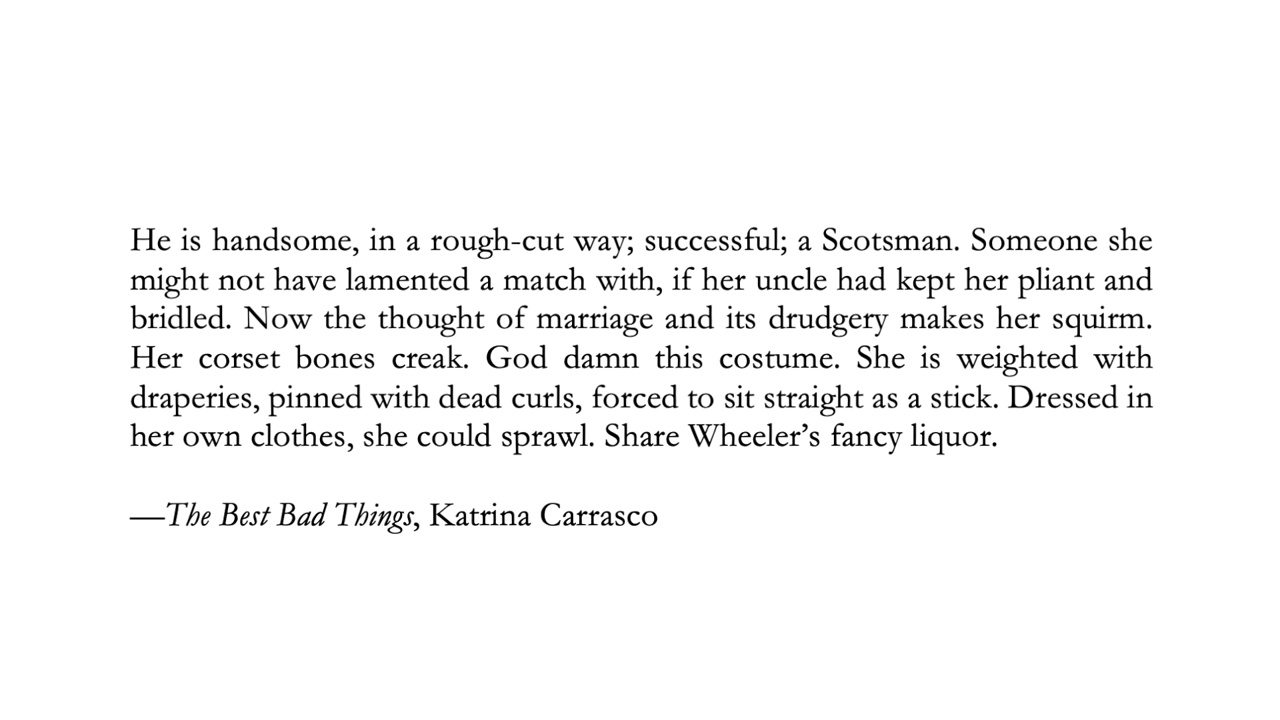 He is handsome, in a rough-cut way; successful; a Scotsman. Someone she
might not have lamented a match with, if her uncle had kept her pliant and
bridled. Now the thought of marriage and its drudgery makes her squirm.
Her corset bones creak. God damn this costume. She is weighted with
draperies, pinned with dead curls, forced to sit straight as a stick. Dressed in
her own clothes, she could sprawl. Share Wheeler’s fancy liquor.
—The Best Bad Things, Katrina Carrasco